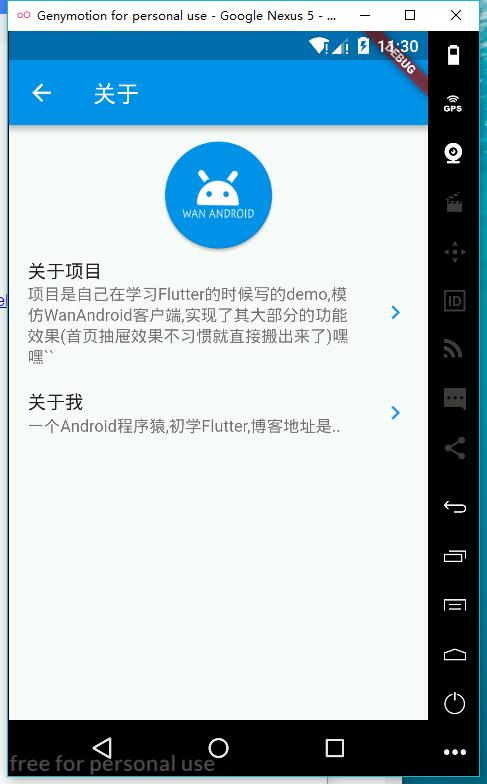 Genymotion for personal use - Google Nexus 5 - ...
11:30
DEBUG
关于
GPS
WAN ANDROID
关于项目
项目是自己在学习Flutter的时候写的demo,模
仿WanAndroid客户端,实现了其大部分的功能
效果(首页抽屉效果不习惯就直接搬出来了)嘿
嘿``
ID
关于我
一个Android程序猿,初学Flutter,博客地址是..
free for personal use